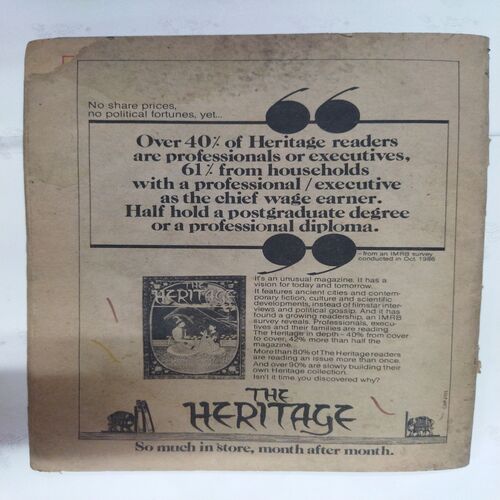 No share prices,
no political fortunes, yet...
Over 40% of Heritage readers
are professionals or executives,
61% from households
with a professional/executive
as the chief wage earner.
Half hold a postgraduate degree
or a professional diploma.
– from an IMRB survey
conducted in Oct. 1986
THE
HERITAGE
It's an unusual magazine. It has a
vision for today and tomorrow.
It features ancient cities and contem-
porary fiction, culture and scientific
developments, instead of filmstar inter-
views and political gossip. And it has
found a growing readership, an IMRB
survey reveals. Professionals, execu-
tives and their families are reading
The Heritage in depth – 40% from cover
to cover, 42% more than half the
magazine.
More than 80% of The Heritage readers
are reading an issue more than once.
And over 90% are slowly building their
own Heritage collection.
Isn't it time you discovered why?
THE
HERITAGE
So much in store, month after month.